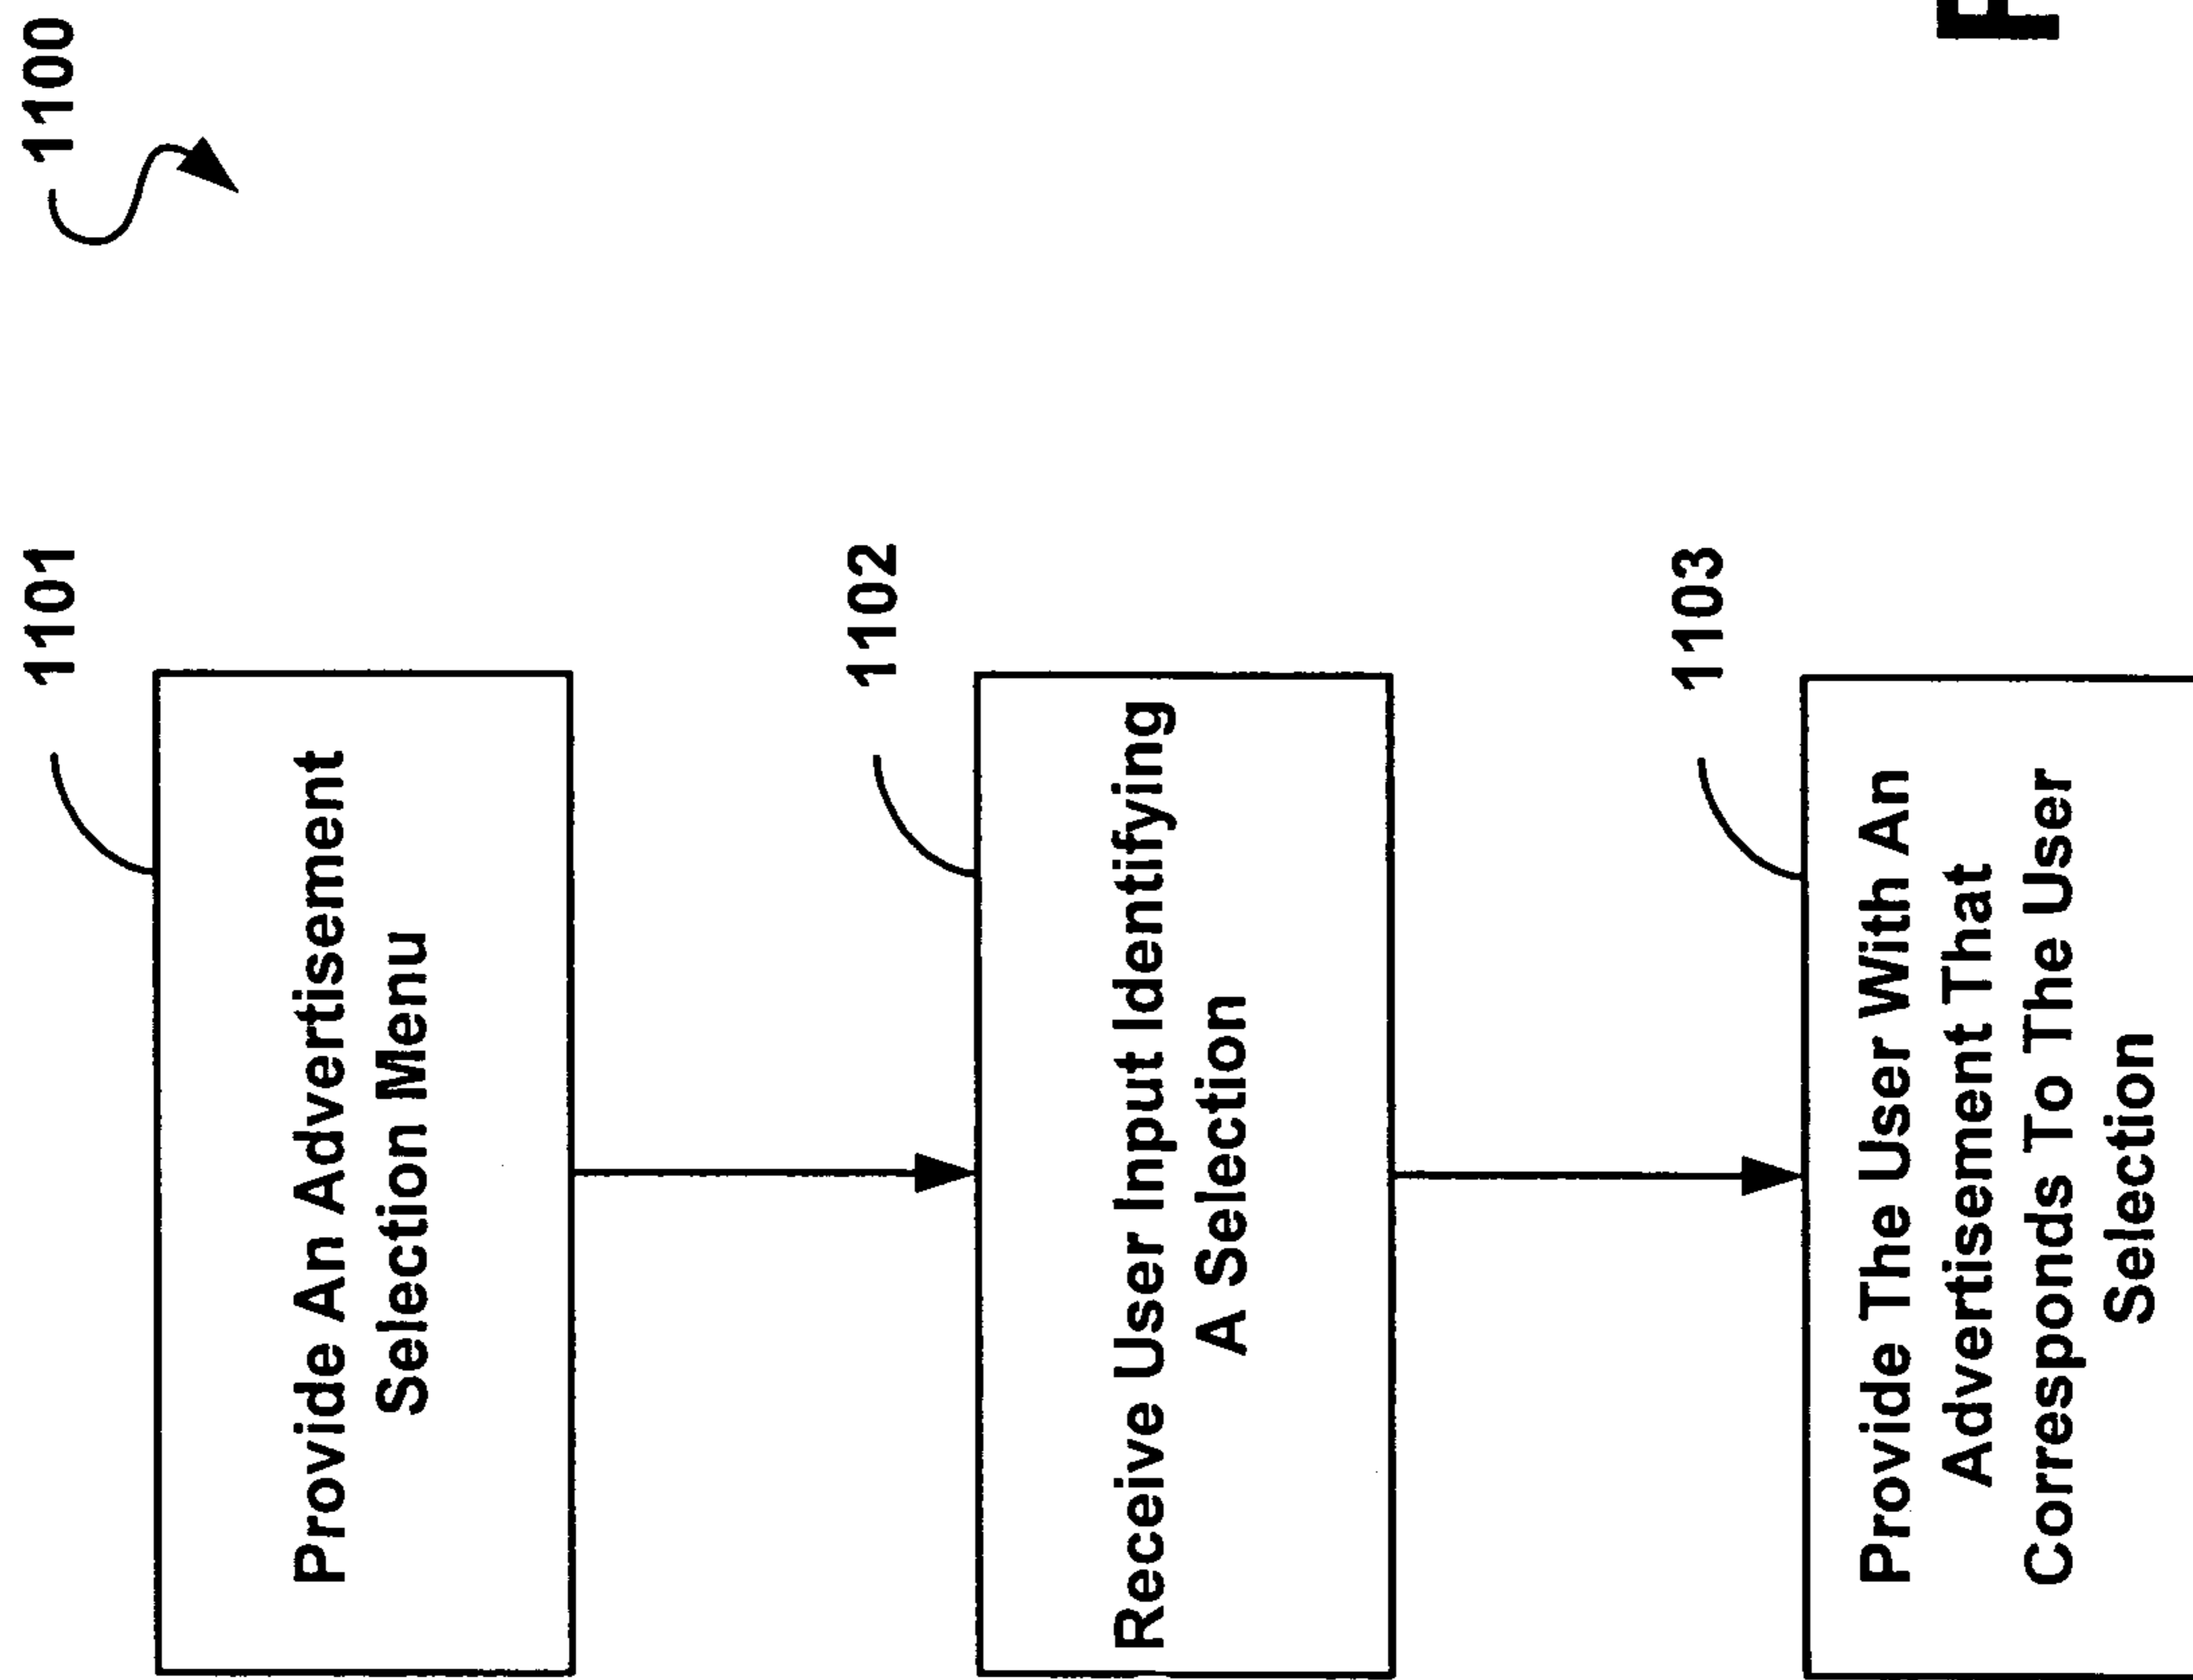 1100
1101
Provide An Advertisement
Selection Menu
1102
Receive User Input Identifying
A Selection
1103
Provide The User With An
Advertisement That
Corresponds To The User
Selection